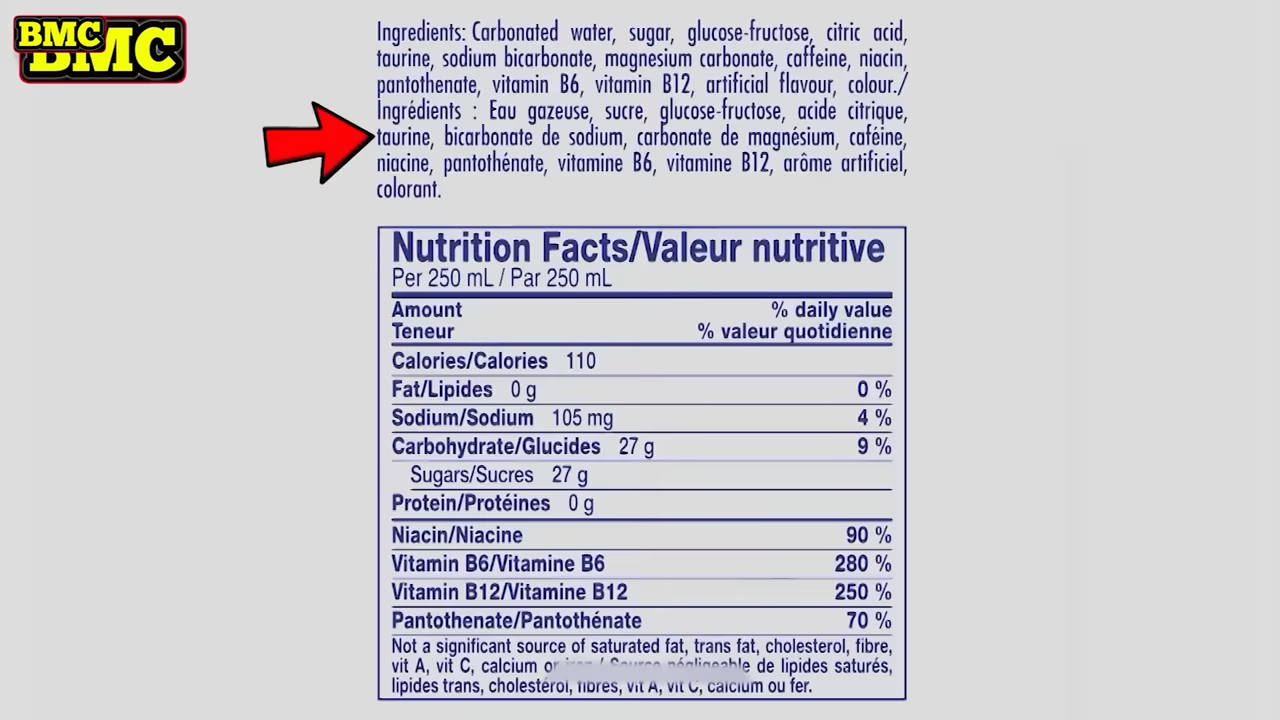 BMC
BMC
Ingredients: Carbonated water, sugar, glucose-fructose, citric acid,
taurine, sodium bicarbonate, magnesium carbonate, caffeine, niacin,
pantothenate, vitamin B6, vitamin B12, artificial flavour, colour./
Ingrédients : Eau gazeuse, sucre, glucose-fructose, acide citrique,
taurine, bicarbonate de sodium, carbonate de magnésium, caféine,
niacine, pantothénate, vitamine B6, vitamine B12, arôme artificiel,
colorant.
Nutrition Facts/Valeur nutritive
Per 250 mL / Par 250 mL
Amount % daily value
Teneur % valeur quotidienne
Calories/Calories 110
Fat/Lipides 0 g 0 %
Sodium/Sodium 105 mg 4 %
Carbohydrate/Glucides 27 g 9 %
Sugars/Sucres 27 g
Protein/Protéines 0 g
Niacin/Niacine 90 %
Vitamin B6/Vitamine B6 280 %
Vitamin B12/Vitamine B12 250 %
Pantothenate/Pantothénate 70 %
Not a significant source of saturated fat, trans fat, cholesterol, fibre,
vit A, vit C, calcium or iron / Source négligeable de lipides saturés,
lipides trans, cholestérol, fibres, vit A, vit C, calcium ou fer.